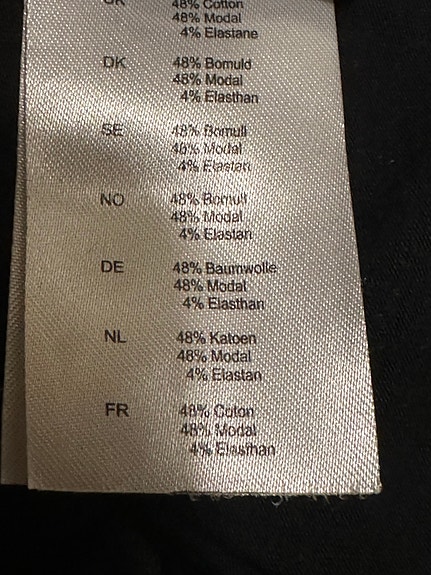 UK 48% Cotton
48% Modal
4% Elastane
DK 48% Bomuld
48% Modal
4% Elasthan
SE 48% Bomull
48% Modal
4% Elastan
NO 48% Bomull
48% Modal
4% Elastan
DE 48% Baumwolle
48% Modal
4% Elasthan
NL 48% Katoen
48% Modal
4% Elastan
FR 48% Coton
48% Modal
4% Elasthan